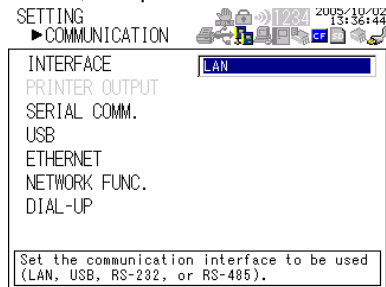 SETTING
1234 2005/10/02
►COMMUNICATION
13:36:44
CF SD
INTERFACE
LAN
PRINTER OUTPUT
SERIAL COMM.
USB
ETHERNET
NETWORK FUNC.
DIAL-UP
Set the communication interface to be used
(LAN, USB, RS-232, or RS-485).